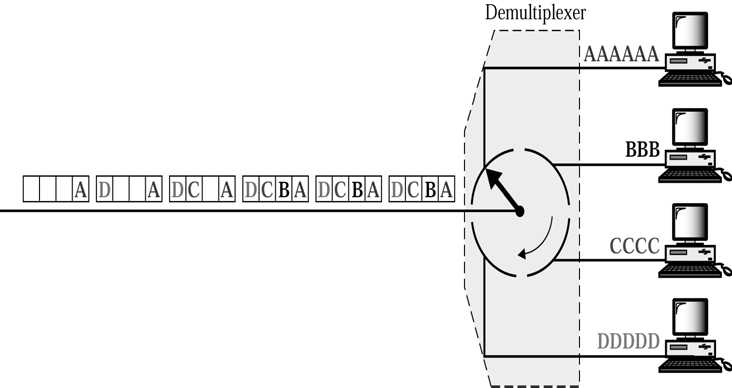 Demultiplexer
AAAAAA
BBB
A D A DC A DCBA DCBA DCBA
CCCC
DDDDD